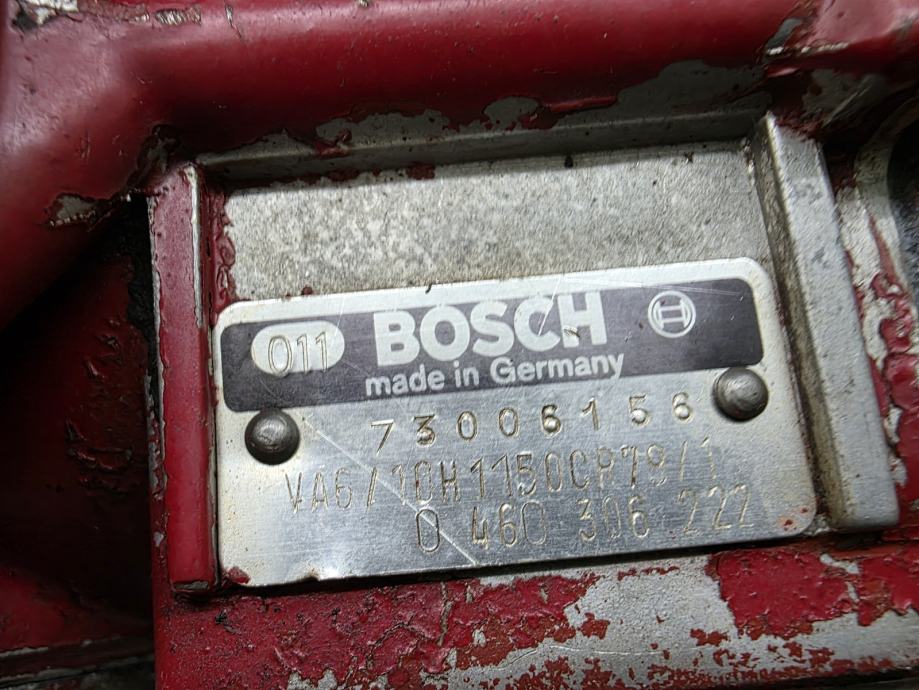 011 BOSCH
made in Germany
73006156
VA6/10H1150CR79/1
0 460 306 222